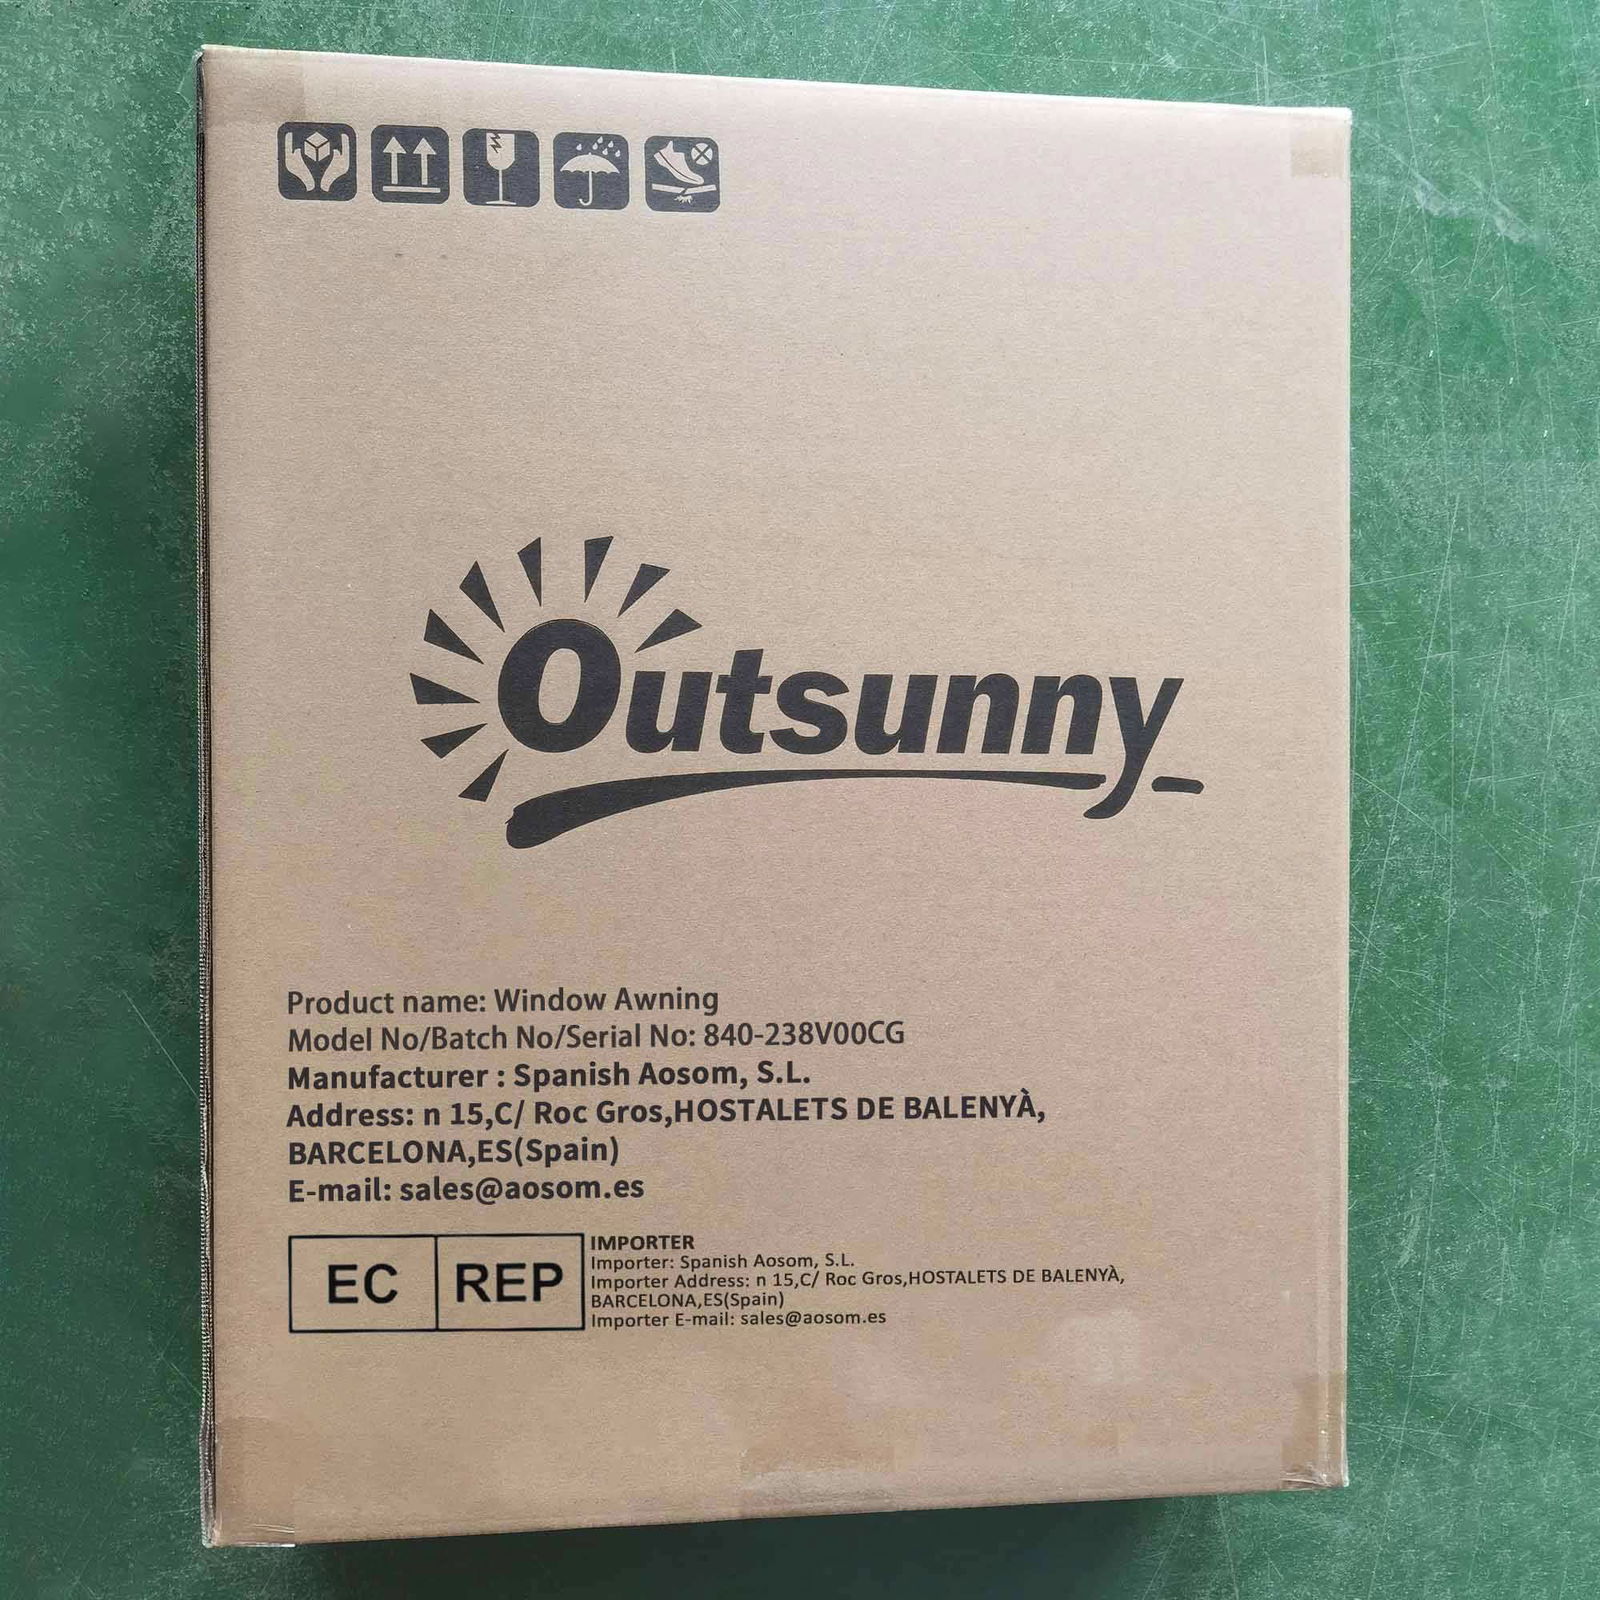 Outsunny
Product name: Window Awning
Model No/Batch No/Serial No: 840-238V00CG
Manufacturer : Spanish Aosom, S.L.
Address: n 15,C/ Roc Gros,HOSTALETS DE BALENYÀ,
BARCELONA,ES(Spain)
E-mail: sales@aosom.es
EC REP
IMPORTER
Importer: Spanish Aosom, S.L.
Importer Address: n 15,C/ Roc Gros,HOSTALETS DE BALENYÀ,
BARCELONA,ES(Spain)
Importer E-mail: sales@aosom.es